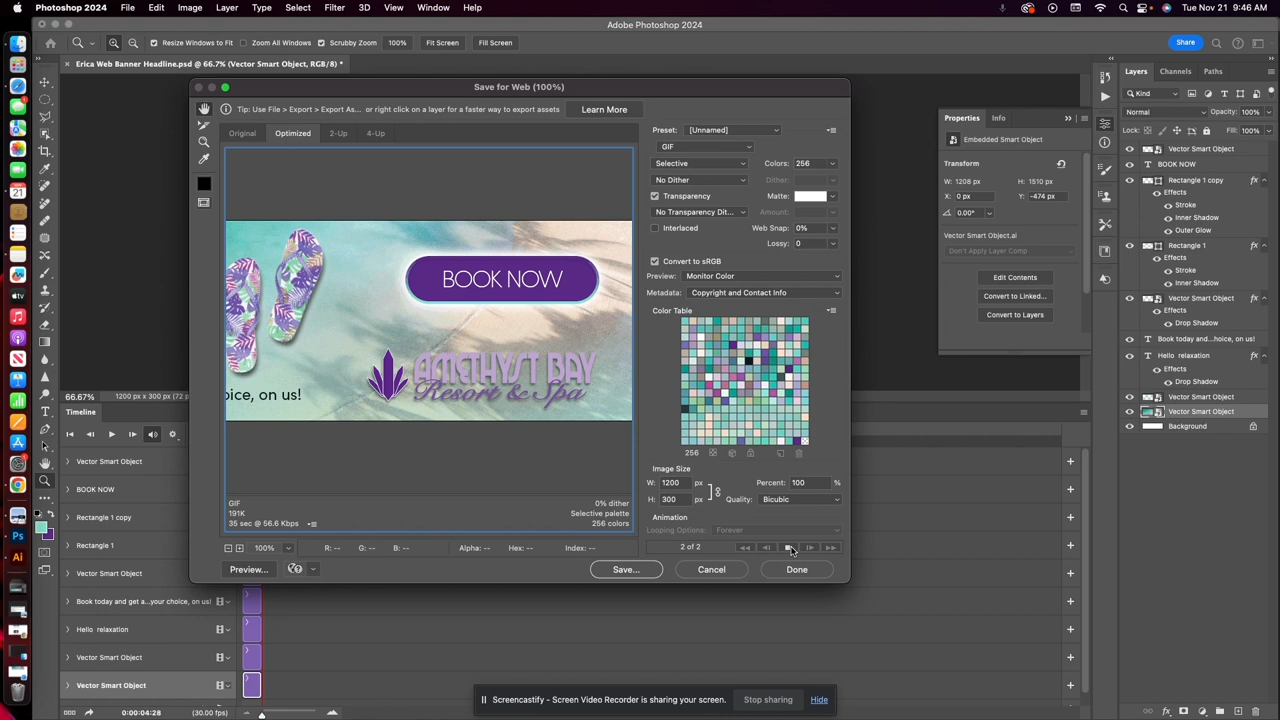 Photoshop 2024 File Edit Image Layer Type Select Filter 3D View Window Help Tue Nov 21 9:46 AM
Adobe Photoshop 2024
Resize Windows to Fit Zoom All Windows Scrubby Zoom 100% Fit Screen Fill Screen Share
× Erica Web Banner Headline.psd @ 66.7% (Vector Smart Object, RGB/8) *
Save for Web (100%)
Tip: Use File > Export > Export As... or right click on a layer for a faster way to export assets Learn More
Original Optimized 2-Up 4-Up
BOOK NOW
AMETHYST BAY
Resort & Spa
oice, on us!
GIF
191K
35 sec @ 56.6 Kbps
0% dither
Selective palette
256 colors
100% R: -- G: -- B: -- Alpha: -- Hex: -- Index: --
Preview... Save... Cancel Done
Preset: [Unnamed]
GIF
Selective Colors: 256
No Dither Dither:
Transparency Matte:
No Transparency Dit... Amount:
Interlaced Web Snap: 0%
Lossy: 0
Convert to sRGB
Preview: Monitor Color
Metadata: Copyright and Contact Info
Color Table
256
Image Size
W: 1200 px Percent: 100 %
H: 300 px Quality: Bicubic
Animation
Looping Options: Forever
2 of 2
Properties Info
Embedded Smart Object
Transform
W: 1208 px H: 1510 px
X: 0 px Y: -474 px
0.00°
Vector Smart Object.ai
Don't Apply Layer Comp
Edit Contents
Convert to Linked...
Convert to Layers
Layers Channels Paths
Kind
Normal Opacity: 100%
Lock: Fill: 100%
Vector Smart Object
BOOK NOW
Rectangle 1 copy fx
Effects
Stroke
Inner Shadow
Outer Glow
Rectangle 1 fx
Effects
Stroke
Inner Shadow
Vector Smart Object fx
Effects
Drop Shadow
Book today and get a...hoice, on us!
Hello relaxation fx
Effects
Drop Shadow
Vector Smart Object
Vector Smart Object
Background
66.67% 1200 px x 300 px (72 p
Timeline
Vector Smart Object
BOOK NOW
Rectangle 1 copy
Rectangle 1
Vector Smart Object
Book today and get a...your choice, on us!
Hello relaxation
Vector Smart Object
Vector Smart Object
0:00:04:28 (30.00 fps)
Screencastify - Screen Video Recorder is sharing your screen. Stop sharing Hide